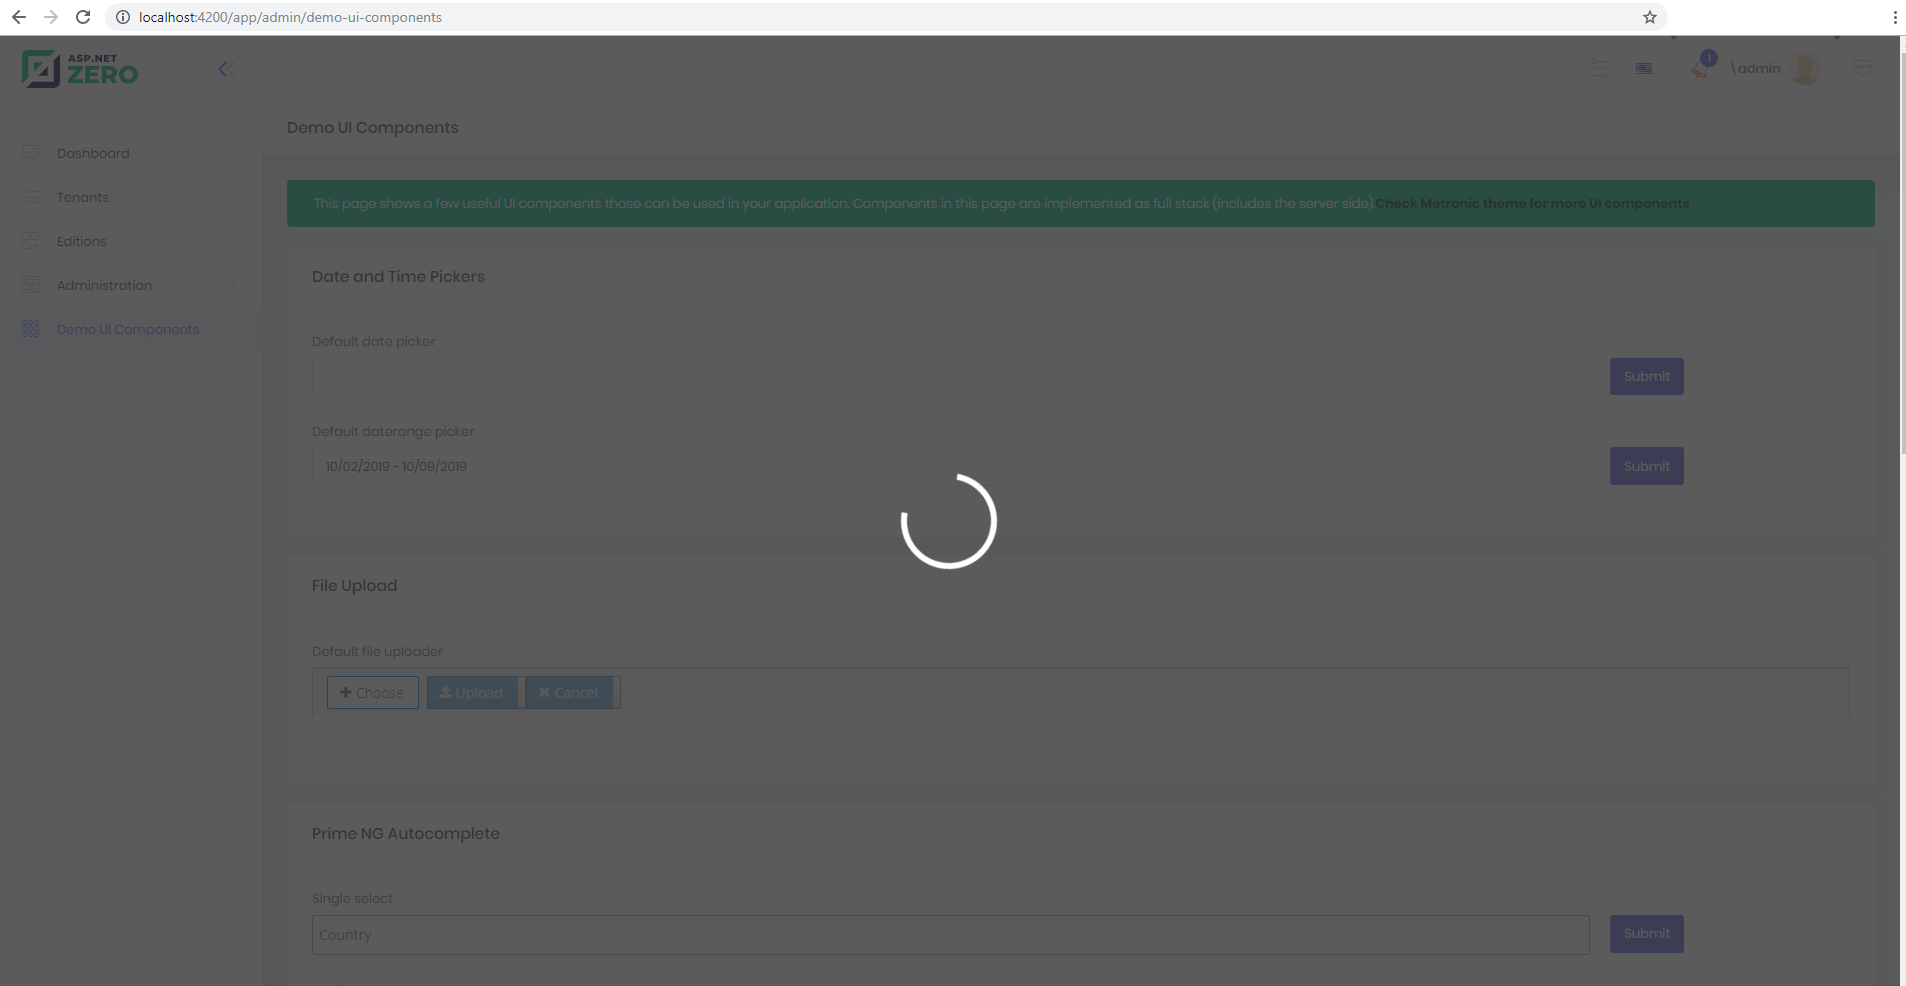 localhost:4200/app/admin/demo-ui-components
ASP.NET
ZERO
1
\admin
Demo UI Components
Dashboard
Tenants
Editions
Administration
Demo UI Components
This page shows a few useful UI components those can be used in your application. Components in this page are implemented as full stack (includes the server side).Check Metronic theme for more UI components
Date and Time Pickers
Default date picker
Submit
Default daterange picker
10/02/2019 - 10/09/2019
Submit
File Upload
Default file uploader
Choose
Upload
Cancel
Prime NG Autocomplete
Single select
Country
Submit